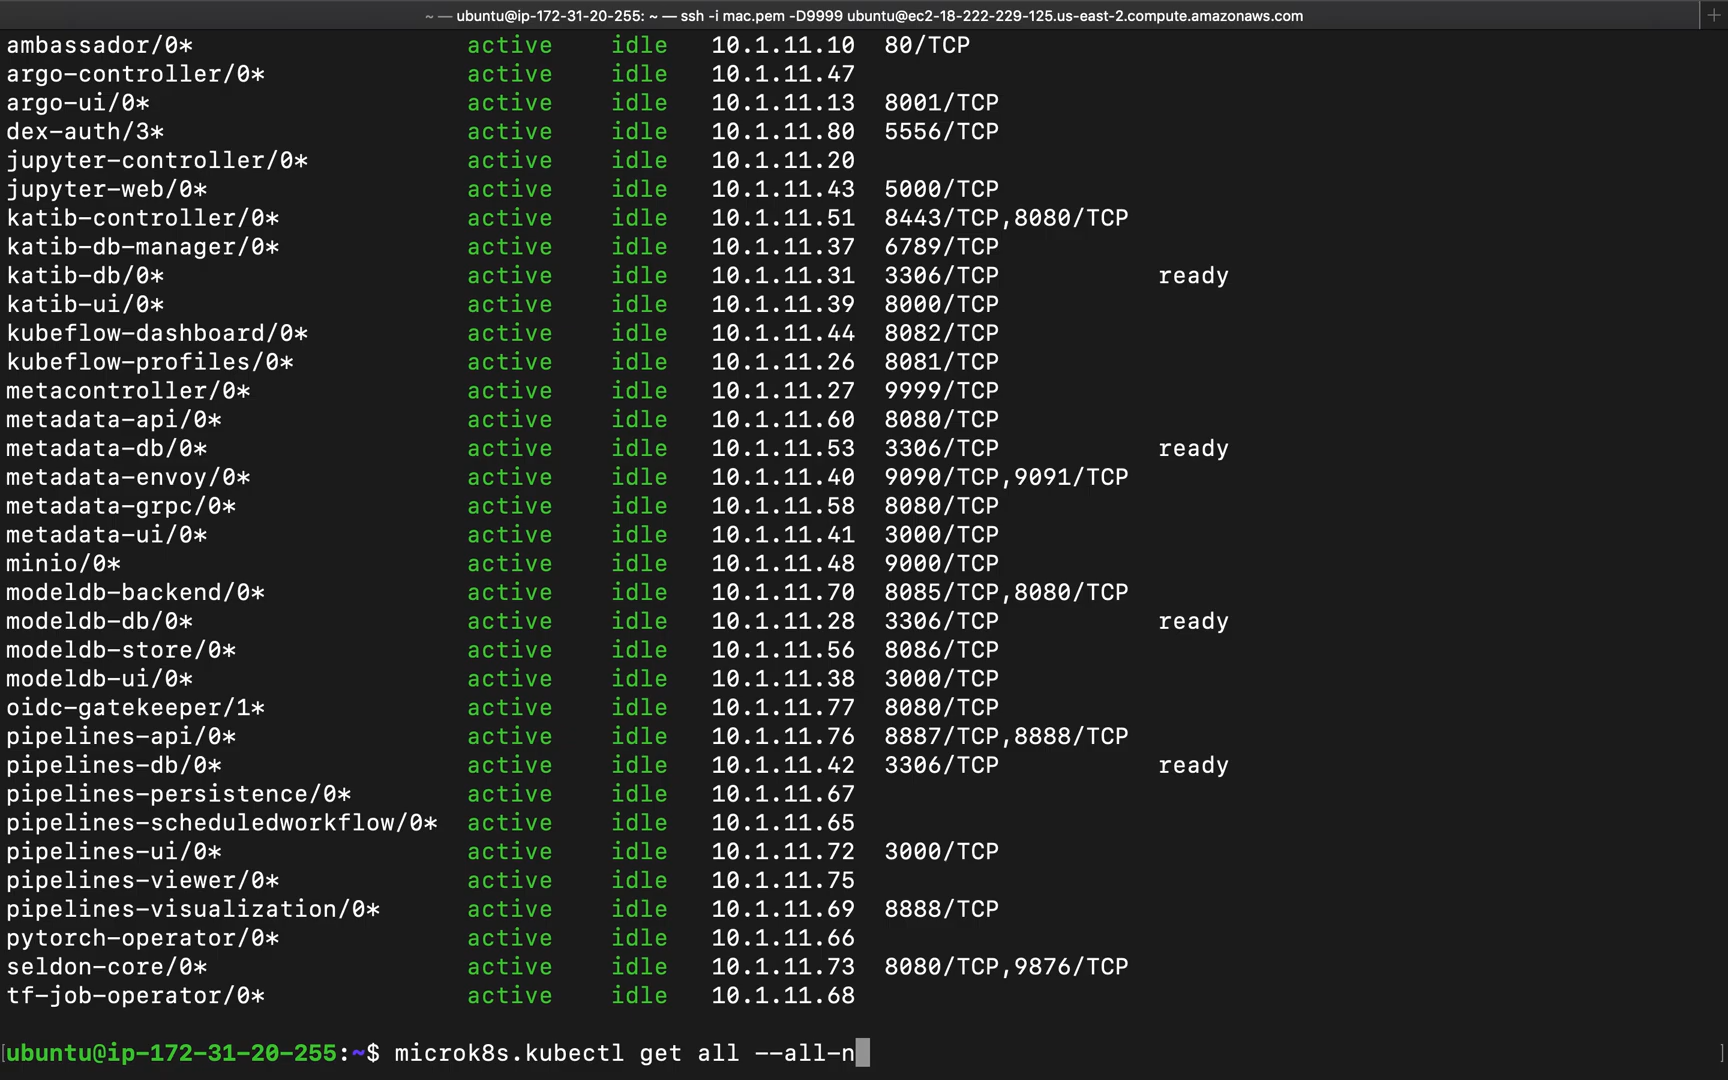 ~ — ubuntu@ip-172-31-20-255: ~ — ssh -i mac.pem -D9999 ubuntu@ec2-18-222-229-125.us-east-2.compute.amazonaws.com
ambassador/0* active idle 10.1.11.10 80/TCP
argo-controller/0* active idle 10.1.11.47
argo-ui/0* active idle 10.1.11.13 8001/TCP
dex-auth/3* active idle 10.1.11.80 5556/TCP
jupyter-controller/0* active idle 10.1.11.20
jupyter-web/0* active idle 10.1.11.43 5000/TCP
katib-controller/0* active idle 10.1.11.51 8443/TCP,8080/TCP
katib-db-manager/0* active idle 10.1.11.37 6789/TCP
katib-db/0* active idle 10.1.11.31 3306/TCP ready
katib-ui/0* active idle 10.1.11.39 8000/TCP
kubeflow-dashboard/0* active idle 10.1.11.44 8082/TCP
kubeflow-profiles/0* active idle 10.1.11.26 8081/TCP
metacontroller/0* active idle 10.1.11.27 9999/TCP
metadata-api/0* active idle 10.1.11.60 8080/TCP
metadata-db/0* active idle 10.1.11.53 3306/TCP ready
metadata-envoy/0* active idle 10.1.11.40 9090/TCP,9091/TCP
metadata-grpc/0* active idle 10.1.11.58 8080/TCP
metadata-ui/0* active idle 10.1.11.41 3000/TCP
minio/0* active idle 10.1.11.48 9000/TCP
modeldb-backend/0* active idle 10.1.11.70 8085/TCP,8080/TCP
modeldb-db/0* active idle 10.1.11.28 3306/TCP ready
modeldb-store/0* active idle 10.1.11.56 8086/TCP
modeldb-ui/0* active idle 10.1.11.38 3000/TCP
oidc-gatekeeper/1* active idle 10.1.11.77 8080/TCP
pipelines-api/0* active idle 10.1.11.76 8887/TCP,8888/TCP
pipelines-db/0* active idle 10.1.11.42 3306/TCP ready
pipelines-persistence/0* active idle 10.1.11.67
pipelines-scheduledworkflow/0* active idle 10.1.11.65
pipelines-ui/0* active idle 10.1.11.72 3000/TCP
pipelines-viewer/0* active idle 10.1.11.75
pipelines-visualization/0* active idle 10.1.11.69 8888/TCP
pytorch-operator/0* active idle 10.1.11.66
seldon-core/0* active idle 10.1.11.73 8080/TCP,9876/TCP
tf-job-operator/0* active idle 10.1.11.68
[ubuntu@ip-172-31-20-255:~$ microk8s.kubectl get all --all-n ]